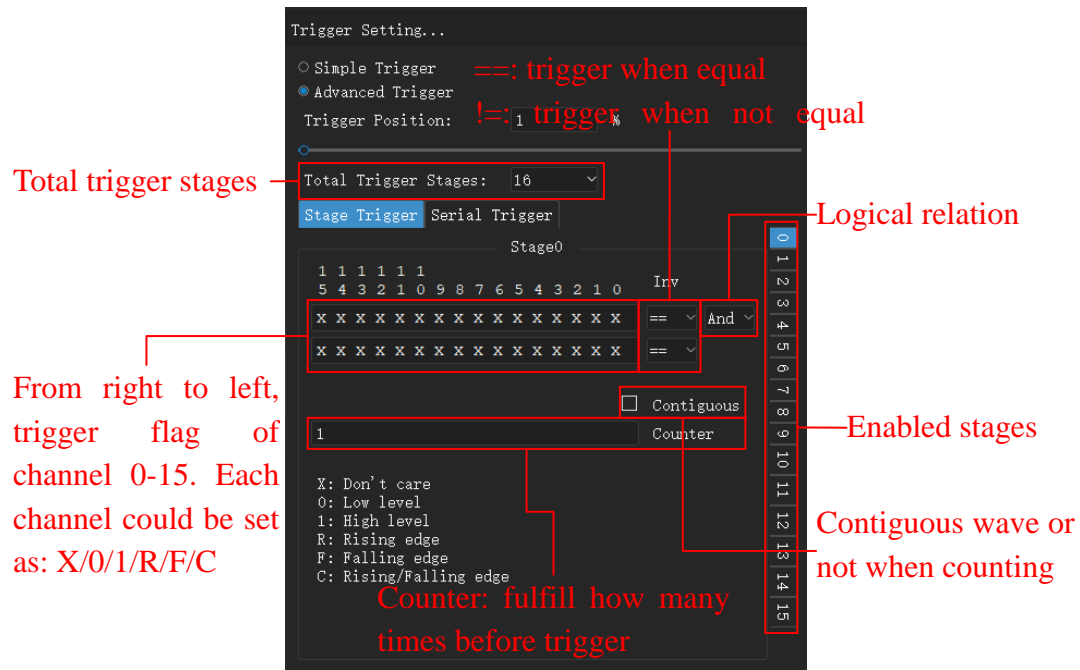 Trigger Setting...
Simple Trigger
==: trigger when equal
Advanced Trigger
!=: trigger when not equal
Trigger Position: 1 %
Total trigger stages
Total Trigger Stages: 16
Stage Trigger Serial Trigger
Logical relation
Stage0
1 1 1 1 1 1
5 4 3 2 1 0 9 8 7 6 5 4 3 2 1 0
Inv
X X X X X X X X X X X X X X X X == And
X X X X X X X X X X X X X X X X ==
From right to left,
trigger flag of
channel 0-15. Each
channel could be set
as: X/0/1/R/F/C
Contiguous
1 Counter
X: Don't care
0: Low level
1: High level
R: Rising edge
F: Falling edge
C: Rising/Falling edge
Counter: fulfill how many
times before trigger
0
1
2
3
4
5
6
7
8
9
10
11
12
13
14
15
Enabled stages
Contiguous wave or
not when counting